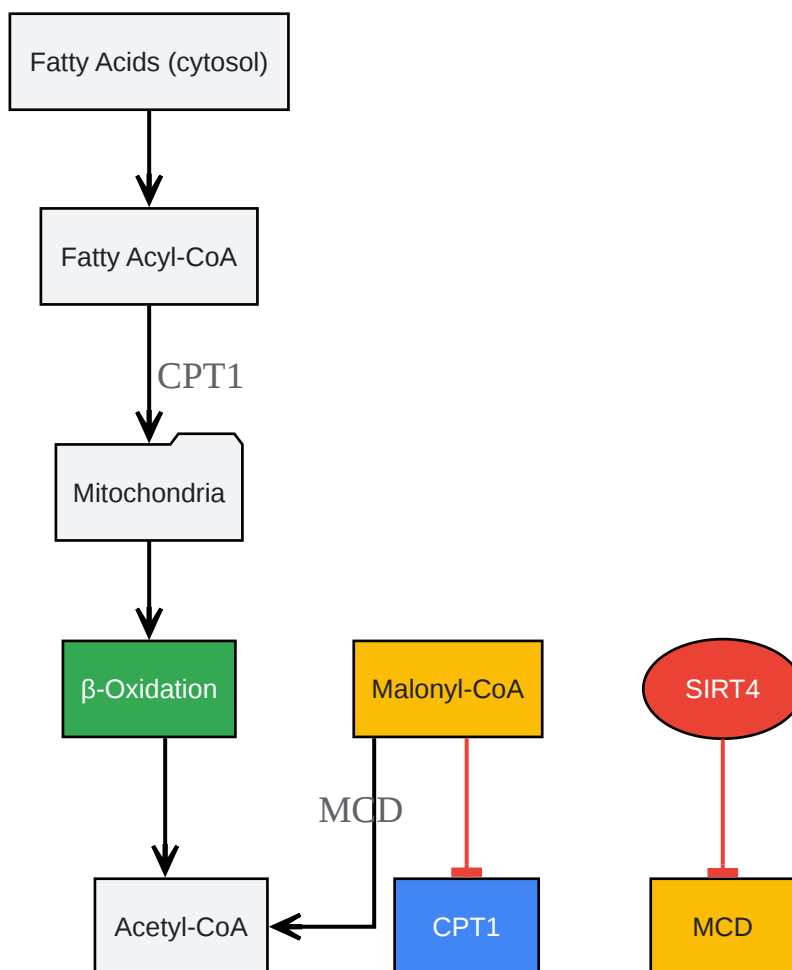 Fatty Acids (cytosol)
Fatty Acyl-CoA
CPT1
Mitochondria
β-Oxidation
Malonyl-CoA
SIRT4
MCD
Acetyl-CoA
CPT1
MCD